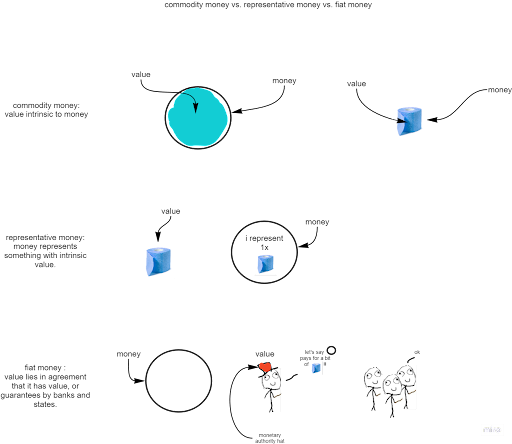 commodity money vs. representative money vs. fiat money
value
money
value
money
commodity money:
value intrinsic to money
value
money
representative money:
money represents
something with intrinsic
value.
i represent
1x
money
value
let's say
pays for a bit
of
ok
fiat money :
value lies in agreement
that it has value, or
guarantees by banks and
states.
monetary
authority hat